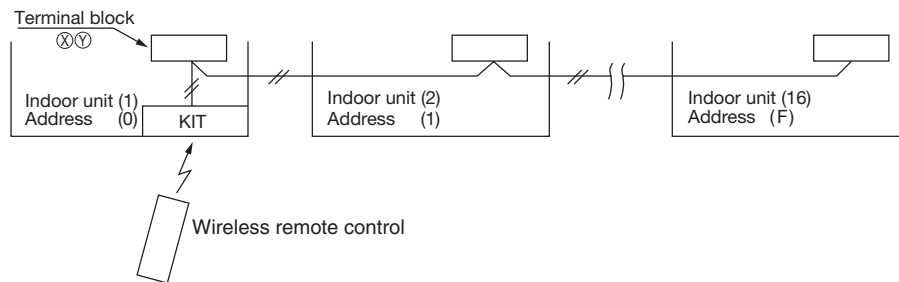 Terminal block
ⓍⓎ
Indoor unit (1)
Address (0)
KIT
Indoor unit (2)
Address (1)
Indoor unit (16)
Address (F)
Wireless remote control